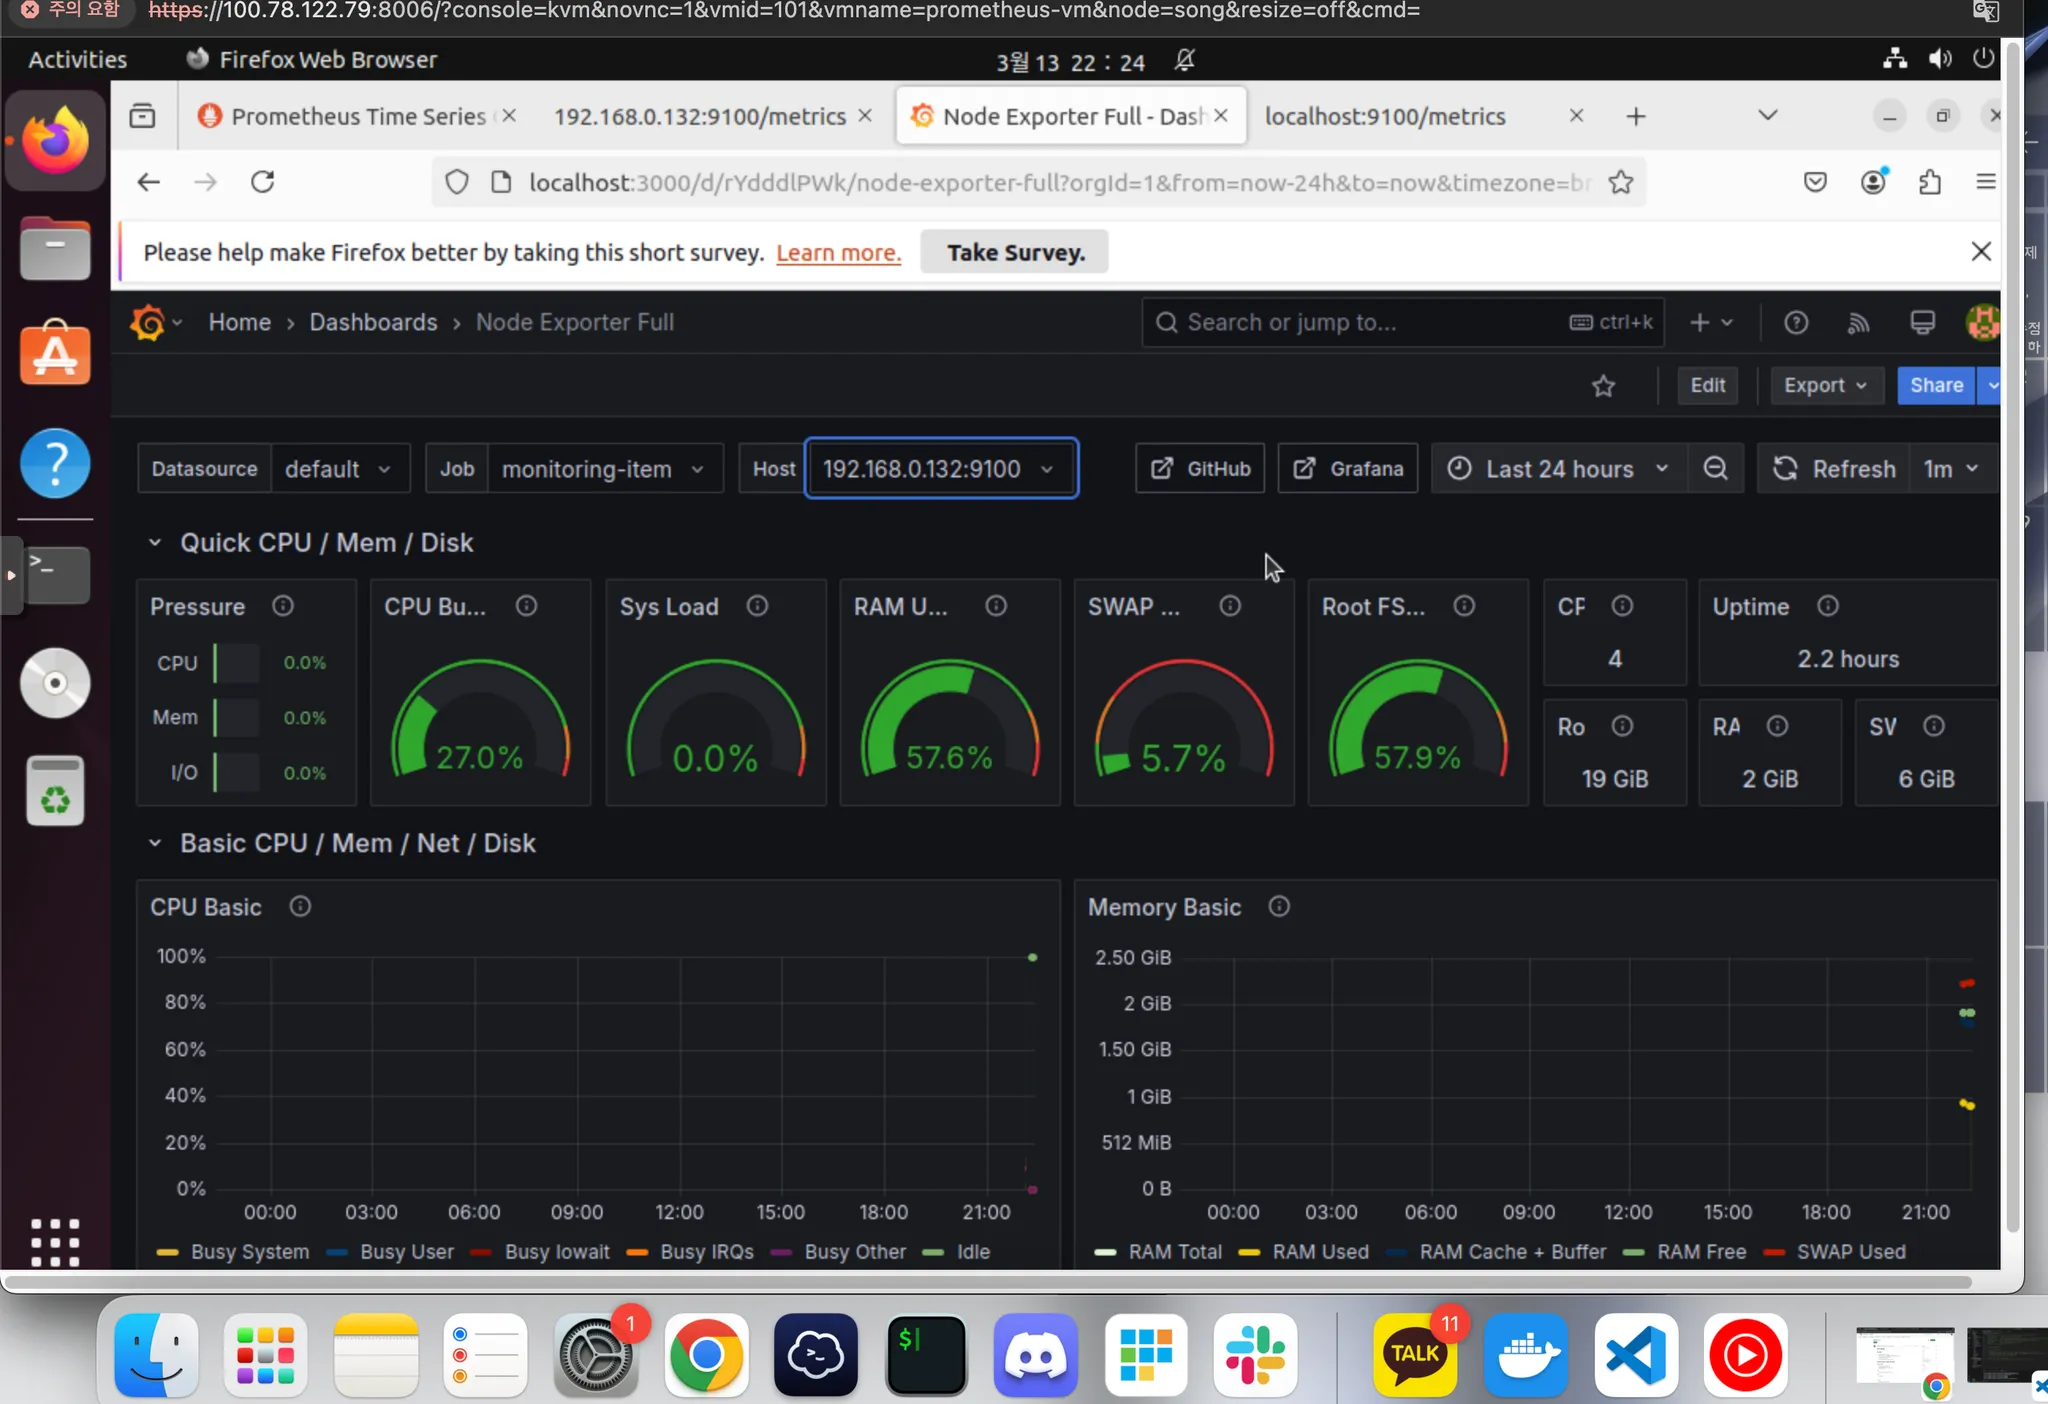 주의 요함 https://100.78.122.79:8006/?console=kvm&novnc=1&vmid=101&vmname=prometheus-vm&node=song&resize=off&cmd=
Activities Firefox Web Browser 3월 13 22 : 24
Prometheus Time Series 192.168.0.132:9100/metrics Node Exporter Full - Dash localhost:9100/metrics
localhost:3000/d/rYdddlPWk/node-exporter-full?orgId=1&from=now-24h&to=now&timezone=br
Please help make Firefox better by taking this short survey. Learn more. Take Survey.
Home › Dashboards › Node Exporter Full Search or jump to... ctrl+k
Edit Export Share
Datasource default Job monitoring-item Host 192.168.0.132:9100 GitHub Grafana Last 24 hours Refresh 1m
Quick CPU / Mem / Disk
Pressure CPU Bu... Sys Load RAM U... SWAP ... Root FS... CP Uptime
CPU 0.0%
Mem 0.0%
I/O 0.0%
27.0% 0.0% 57.6% 5.7% 57.9%
4 2.2 hours
Ro RA SV
19 GiB 2 GiB 6 GiB
Basic CPU / Mem / Net / Disk
CPU Basic
100%
80%
60%
40%
20%
0%
00:00 03:00 06:00 09:00 12:00 15:00 18:00 21:00
Busy System Busy User Busy Iowait Busy IRQs Busy Other Idle
Memory Basic
2.50 GiB
2 GiB
1.50 GiB
1 GiB
512 MiB
0 B
00:00 03:00 06:00 09:00 12:00 15:00 18:00 21:00
RAM Total RAM Used RAM Cache + Buffer RAM Free SWAP Used
1
$
TALK
11